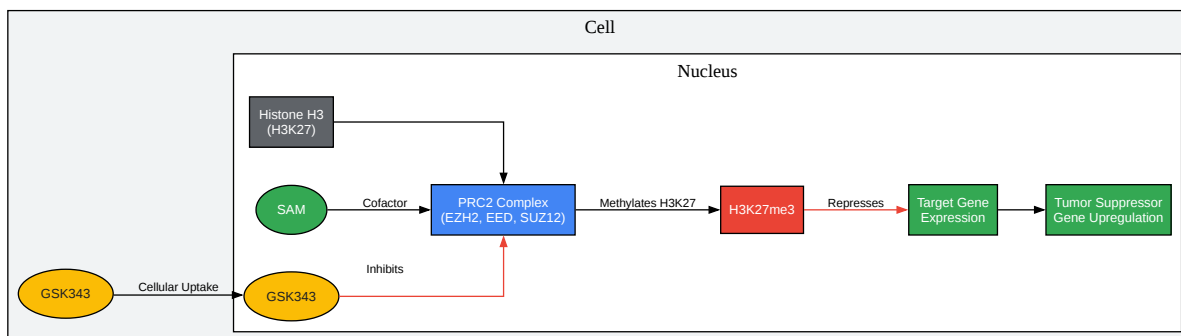 Cell
Nucleus
Histone H3
(H3K27)
SAM
Cofactor
PRC2 Complex
(EZH2, EED, SUZ12)
Methylates H3K27
H3K27me3
Represses
Target Gene
Expression
Tumor Suppressor
Gene Upregulation
Inhibits
GSK343
Cellular Uptake
GSK343